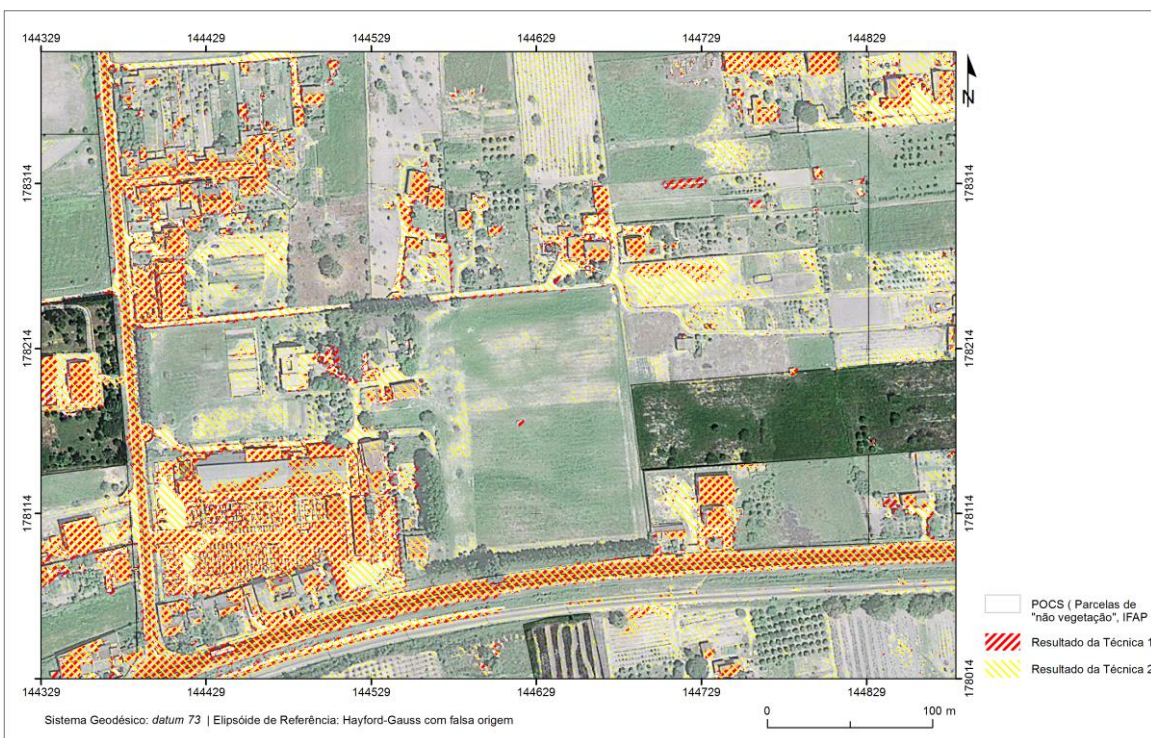 144329 144429 144529 144629 144729 144829
N
178314 178314
178214 178214
178114 178114
178014
POCS ( Parcelas de
"não vegetação", IFAP
Resultado da Técnica 1
Resultado da Técnica 2
144329 144429 144529 144629 144729 144829
Sistema Geodésico: datum 73 | Elipsóide de Referência: Hayford-Gauss com falsa origem
0 100 m